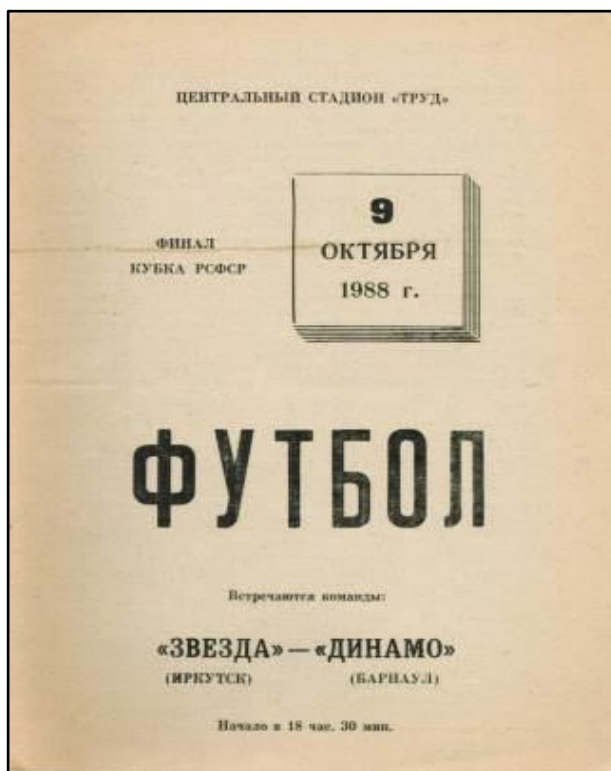 ЦЕНТРАЛЬНЫЙ СТАДИОН «ТРУД»
ФИНАЛ
КУБКА РСФСР
9
ОКТЯБРЯ
1988 г.
ФУТБОЛ
Встречаются команды:
«ЗВЕЗДА» — «ДИНАМО»
(ИРКУТСК) (БАРНАУЛ)
Начало в 18 час. 30 мин.